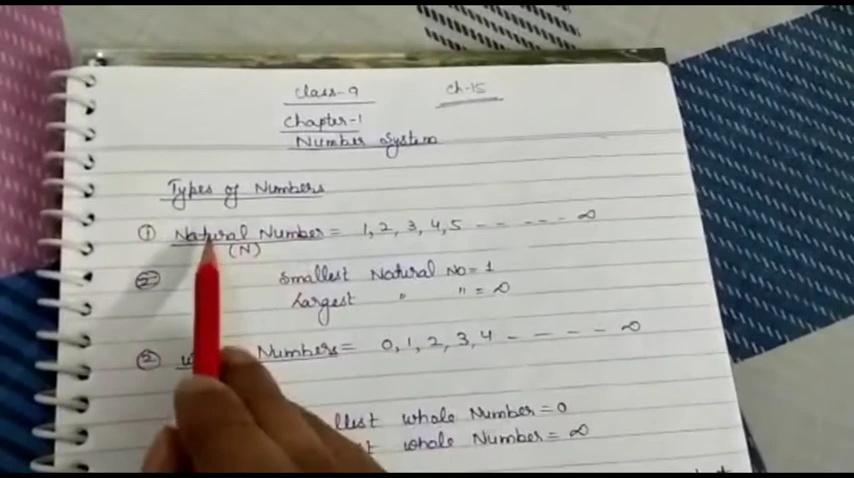 Class-9 Ch-15
Chapter-1
Number System
Types of Numbers
① Natural Number = 1, 2, 3, 4, 5 - - - - - ∞
(N)
② Smallest Natural No = 1
Largest " " = ∞
② Numbers = 0, 1, 2, 3, 4 - - - - ∞
llest whole Number = 0
t whole Number = ∞